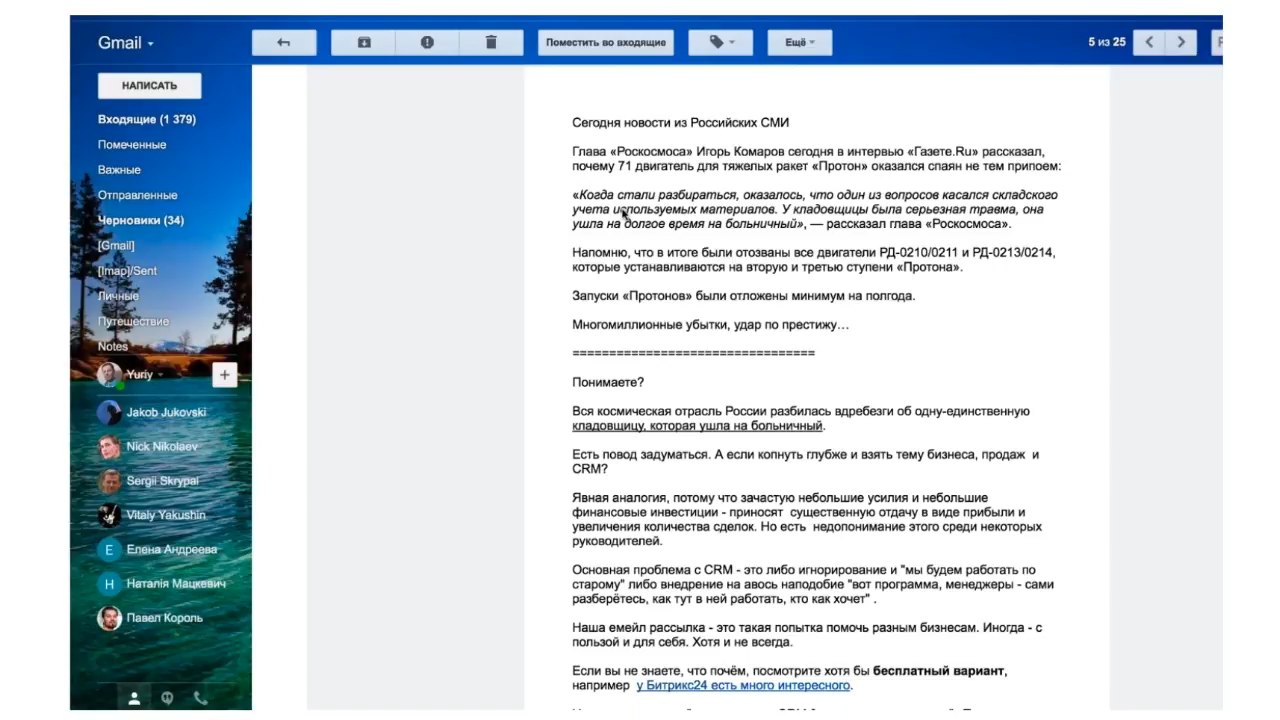 Gmail
Поместить во входящие
Ещё
5 из 25
НАПИСАТЬ
Входящие (1 379)
Помеченные
Важные
Отправленные
Черновики (34)
[Gmail]
[Imap]/Sent
Личные
Путешествие
Notes
Yuriy
Jakob Jukovski
Nick Nikolaev
Sergii Skrypal
Vitaly Yakushin
Е Елена Андреева
Н Наталія Мацкевич
Павел Король
Сегодня новости из Российских СМИ
Глава «Роскосмоса» Игорь Комаров сегодня в интервью «Газете.Ru» рассказал,
почему 71 двигатель для тяжелых ракет «Протон» оказался спаян не тем припоем:
«Когда стали разбираться, оказалось, что один из вопросов касался складского
учета используемых материалов. У кладовщицы была серьезная травма, она
ушла на долгое время на больничный», — рассказал глава «Роскосмоса».
Напомню, что в итоге были отозваны все двигатели РД-0210/0211 и РД-0213/0214,
которые устанавливаются на вторую и третью ступени «Протона».
Запуски «Протонов» были отложены минимум на полгода.
Многомиллионные убытки, удар по престижу…
=================================
Понимаете?
Вся космическая отрасль России разбилась вдребезги об одну-единственную
кладовщицу, которая ушла на больничный.
Есть повод задуматься. А если копнуть глубже и взять тему бизнеса, продаж и
CRM?
Явная аналогия, потому что зачастую небольшие усилия и небольшие
финансовые инвестиции - приносят существенную отдачу в виде прибыли и
увеличения количества сделок. Но есть недопонимание этого среди некоторых
руководителей.
Основная проблема с CRM - это либо игнорирование и "мы будем работать по
старому" либо внедрение на авось наподобие "вот программа, менеджеры - сами
разберётесь, как тут в ней работать, кто как хочет" .
Наша емейл рассылка - это такая попытка помочь разным бизнесам. Иногда - с
пользой и для себя. Хотя и не всегда.
Если вы не знаете, что почём, посмотрите хотя бы бесплатный вариант,
например у Битрикс24 есть много интересного.